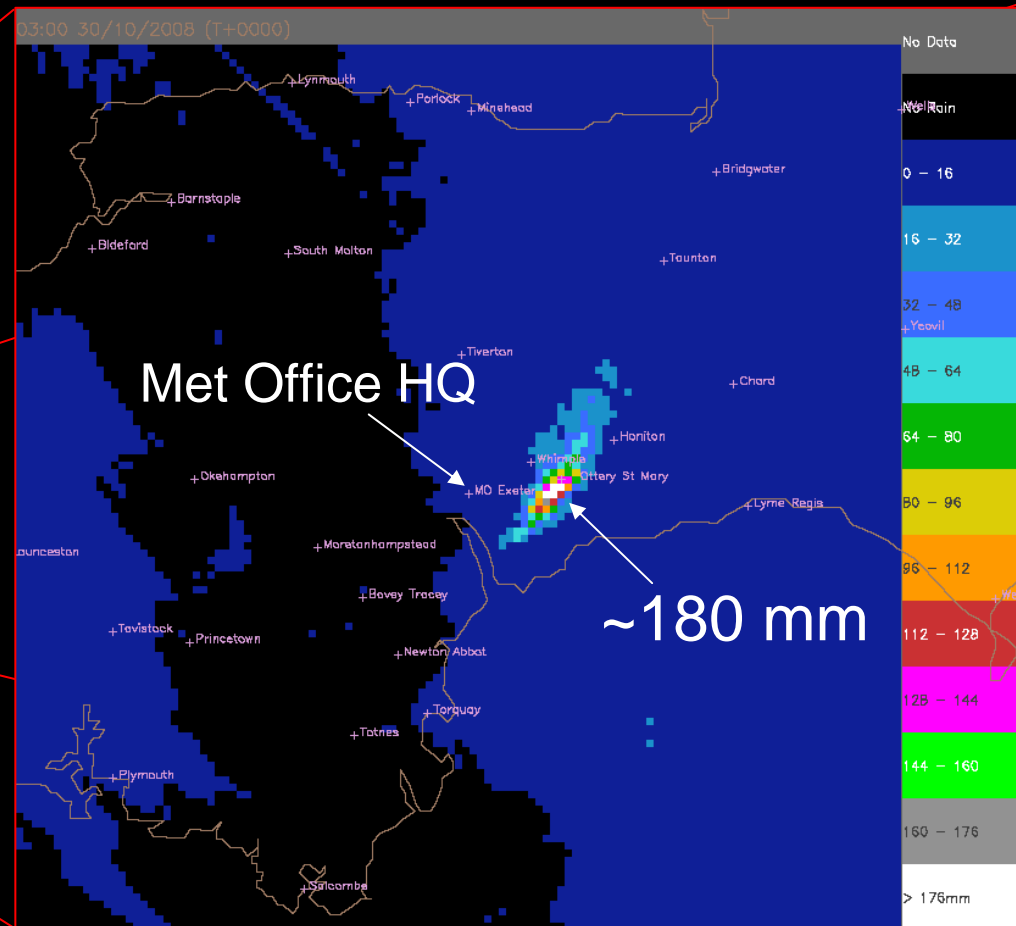 03:00 30/10/2008 (T+0000)
No Data
Lynmouth
Porlock
Minehead
No Rain
Bridgwater
0 - 16
Barnstaple
Bideford
South Molton
Taunton
16 - 32
32 - 48
Yeovil
Tiverton
Met Office HQ
Chard
48 - 64
Honiton
64 - 80
Whimple
Okehampton
Ottery St Mary
MO Exeter
Lyme Regis
80 - 96
Moretonhampstead
Launceston
96 - 112
Bovey Tracey
~180 mm
Tavistock
Princetown
112 - 128
Newton Abbot
128 - 144
Torquay
Totnes
144 - 160
Plymouth
160 - 176
Salcombe
> 176mm